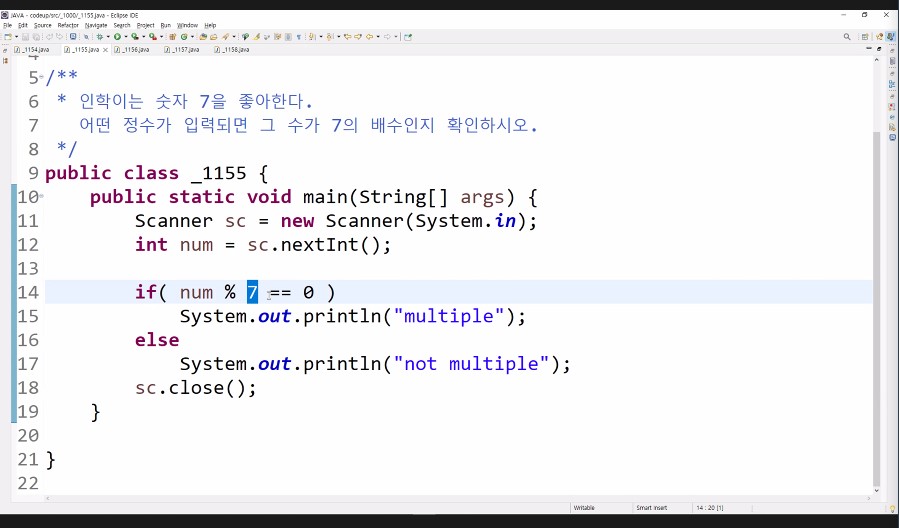 JAVA - codeup/src/_1000/_1155.java - Eclipse IDE
File Edit Source Refactor Navigate Search Project Run Window Help
_1154.java _1155.java _1156.java _1157.java _1158.java
4
5 /**
6 * 인학이는 숫자 7을 좋아한다.
7 어떤 정수가 입력되면 그 수가 7의 배수인지 확인하시오.
8 */
9 public class _1155 {
10 public static void main(String[] args) {
11 Scanner sc = new Scanner(System.in);
12 int num = sc.nextInt();
13
14 if( num % 7 == 0 )
15 System.out.println("multiple");
16 else
17 System.out.println("not multiple");
18 sc.close();
19 }
20
21 }
22
Writable Smart Insert 14 : 20 [1]